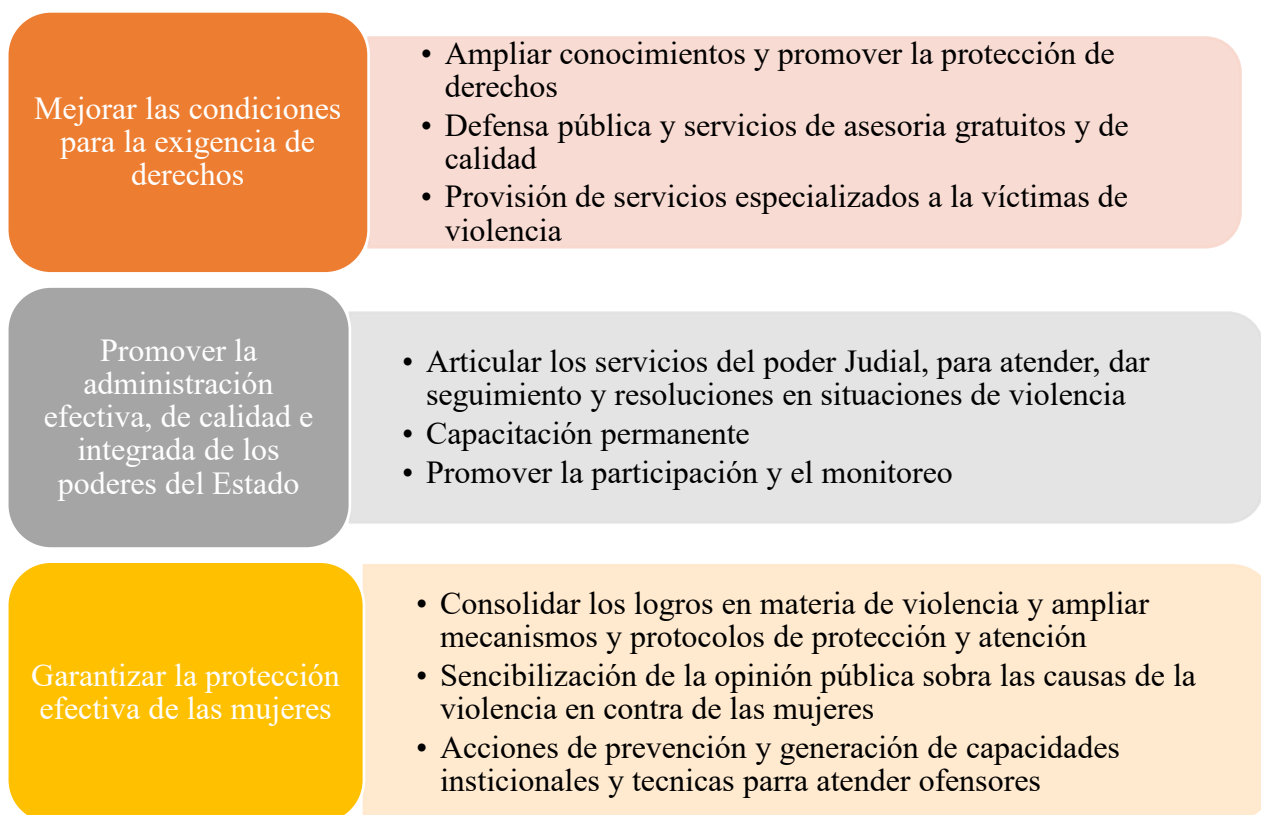 Mejorar las condiciones
para la exigencia de
derechos
• Ampliar conocimientos y promover la protección de
derechos
• Defensa pública y servicios de asesoria gratuitos y de
calidad
• Provisión de servicios especializados a la víctimas de
violencia
Promover la
administración
efectiva, de calidad e
integrada de los
poderes del Estado
• Articular los servicios del poder Judial, para atender, dar
seguimiento y resoluciones en situaciones de violencia
• Capacitación permanente
• Promover la participación y el monitoreo
Garantizar la protección
efectiva de las mujeres
• Consolidar los logros en materia de violencia y ampliar
mecanismos y protocolos de protección y atención
• Sencibilización de la opinión pública sobra las causas de la
violencia en contra de las mujeres
• Acciones de prevención y generación de capacidades
insticionales y tecnicas parra atender ofensores